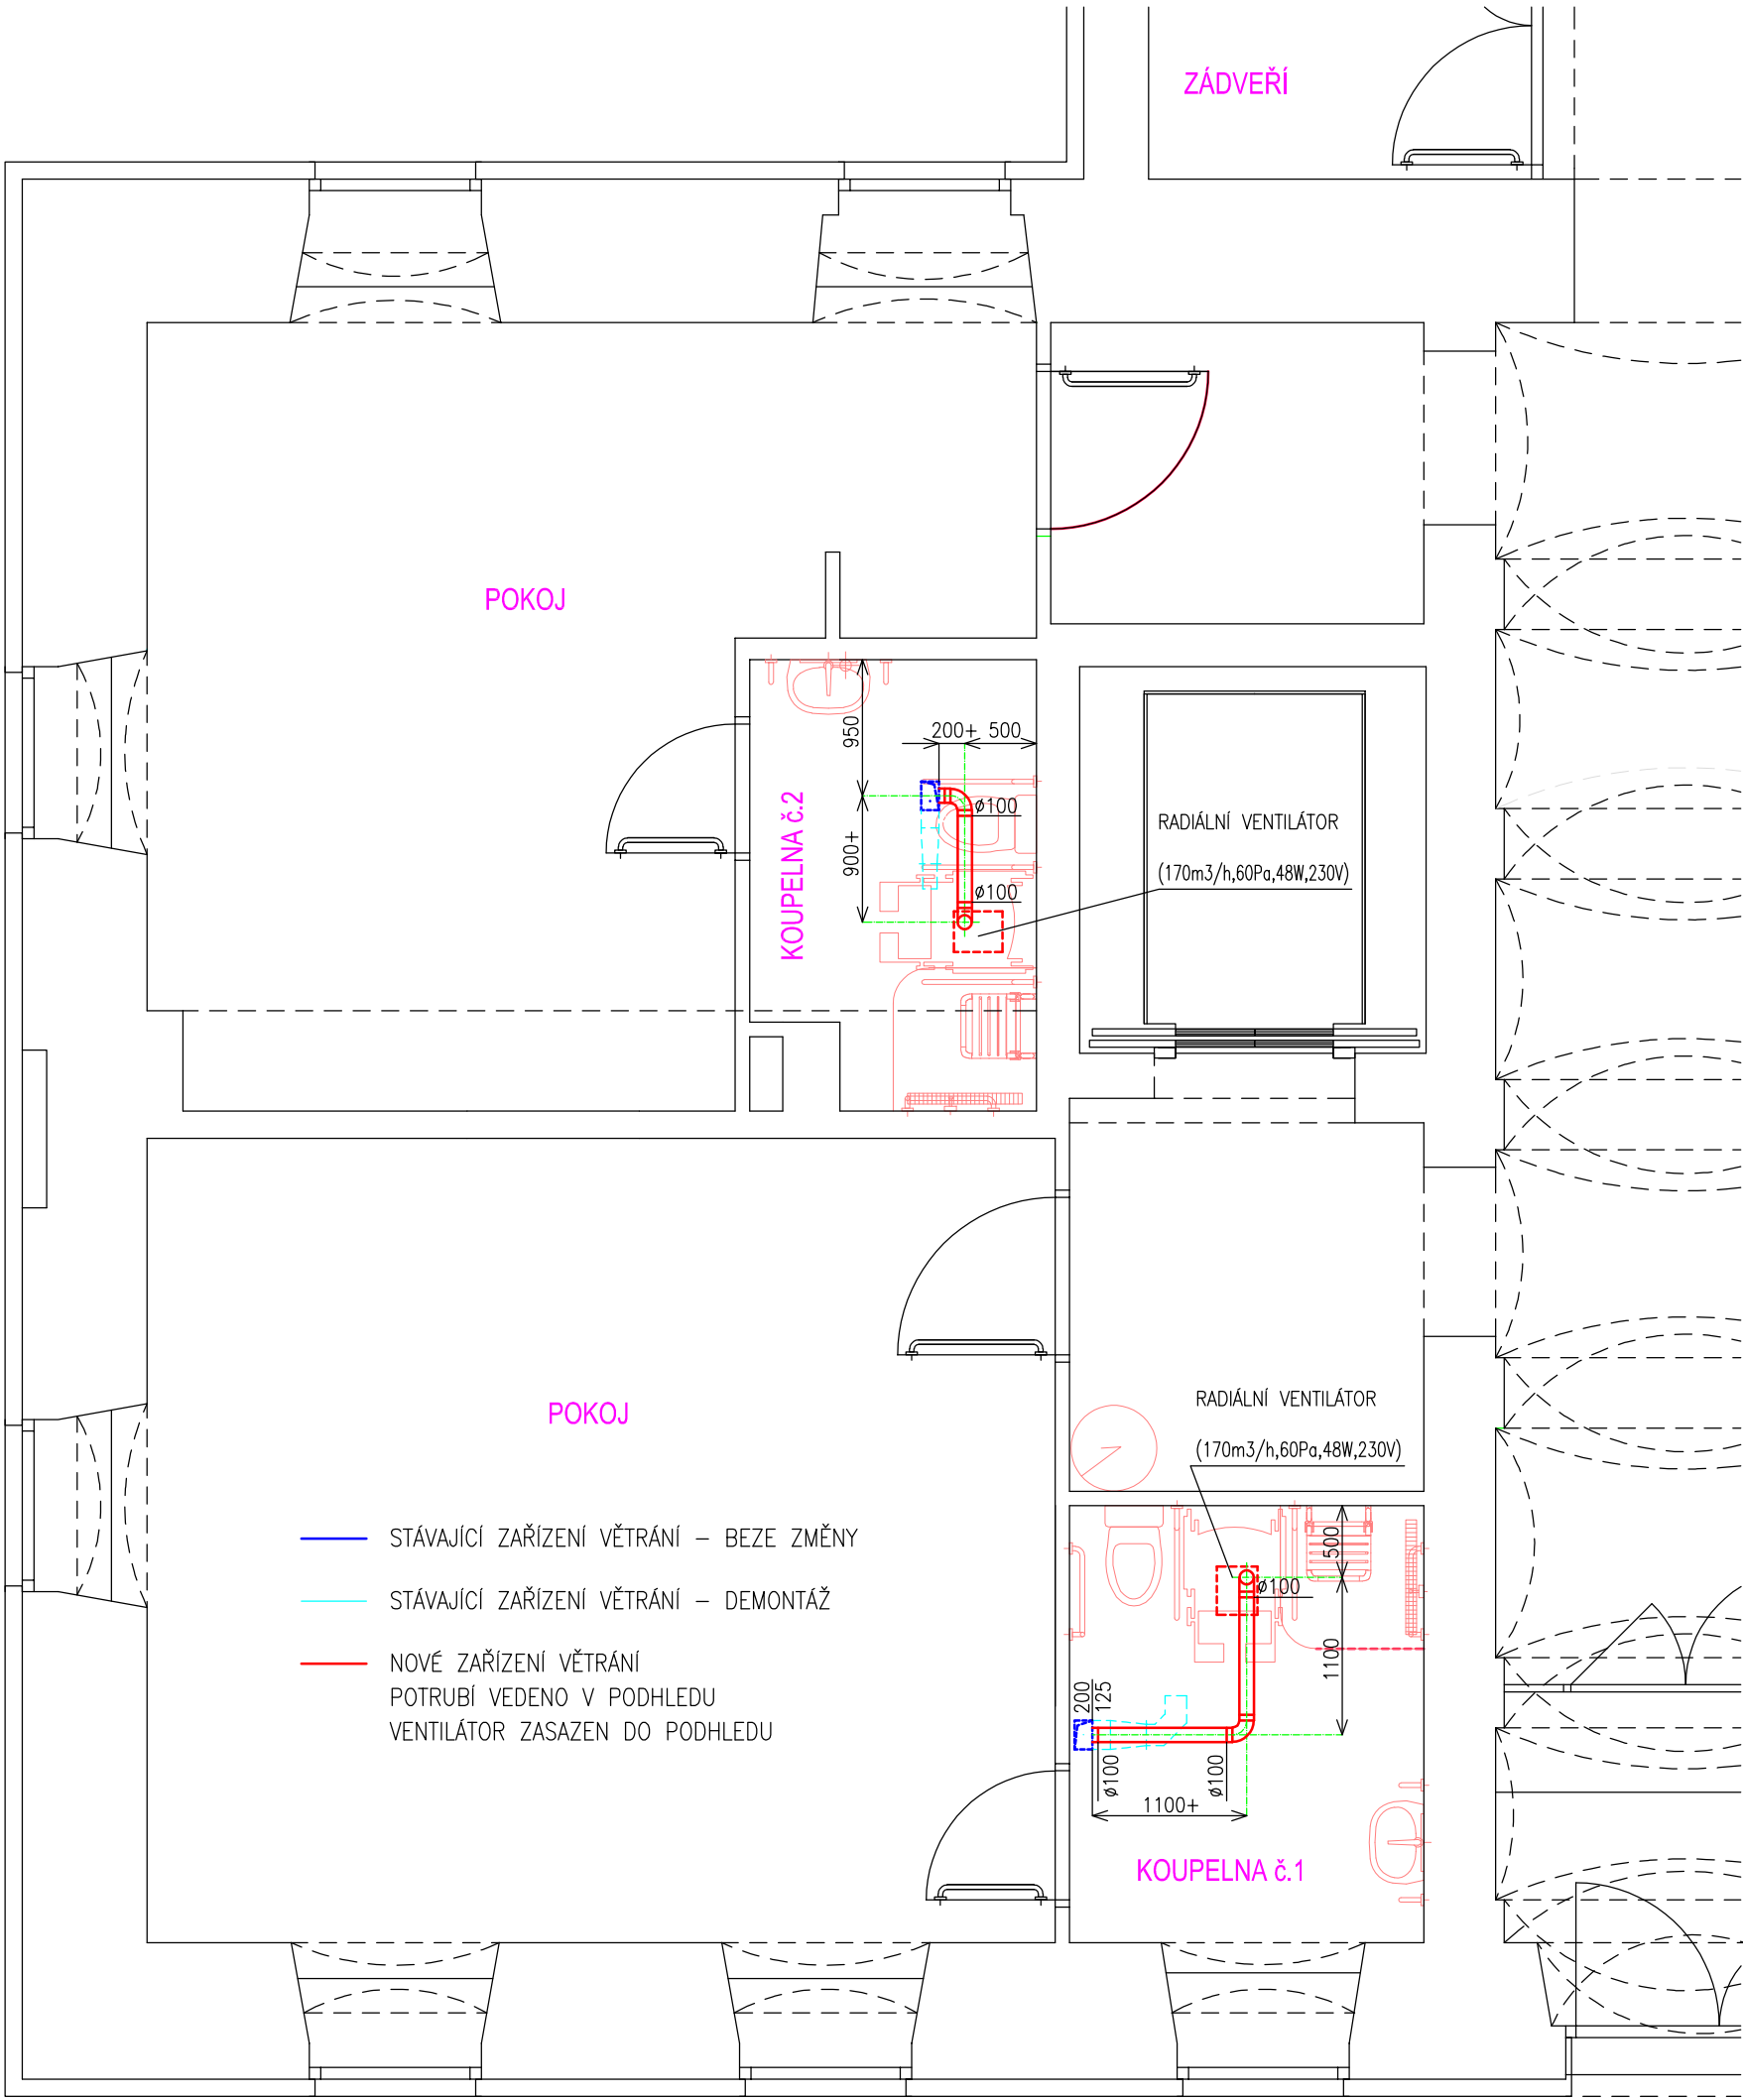 ZÁDVEŘÍ
POKOJ
950
200+ 500
ø100
900+
KOUPELNA č.2
ø100
RADIÁLNÍ VENTILÁTOR
(170m3/h,60Pa,48W,230V)
POKOJ
RADIÁLNÍ VENTILÁTOR
(170m3/h,60Pa,48W,230V)
STÁVAJÍCÍ ZAŘÍZENÍ VĚTRÁNÍ – BEZE ZMĚNY
STÁVAJÍCÍ ZAŘÍZENÍ VĚTRÁNÍ – DEMONTÁŽ
NOVÉ ZAŘÍZENÍ VĚTRÁNÍ
POTRUBÍ VEDENO V PODHLEDU
VENTILÁTOR ZASAZEN DO PODHLEDU
500
ø100
1100
200
125
ø100
ø100
1100+
KOUPELNA č.1